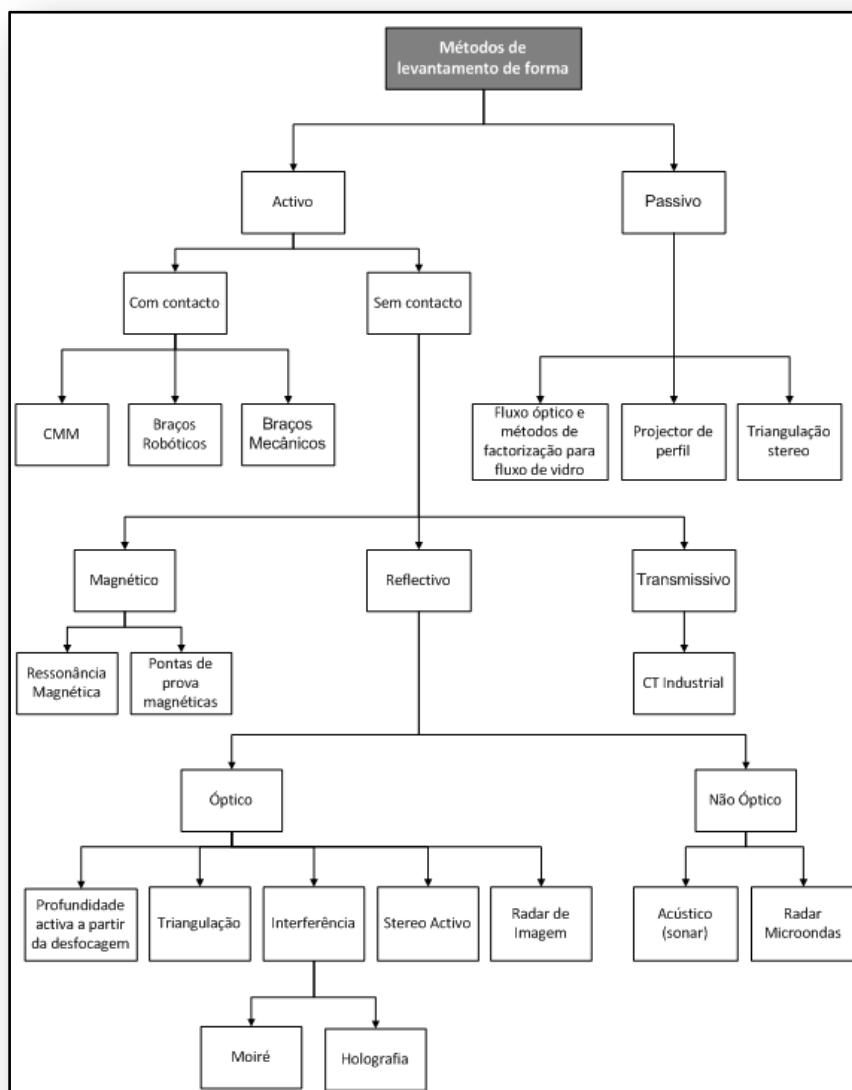 Métodos de
levantamento de forma
Activo
Passivo
Com contacto
Sem contacto
CMM
Braços
Robóticos
Braços
Mecânicos
Fluxo óptico e
métodos de
factorização para
fluxo de vidro
Projector de
perfil
Triangulação
stereo
Magnético
Reflectivo
Transmissivo
Ressonância
Magnética
Pontas de
prova
magnéticas
CT Industrial
Óptico
Não Óptico
Profundidade
activa a partir
da desfocagem
Triangulação
Interferência
Stereo Activo
Radar de
Imagem
Acústico
(sonar)
Radar
Microondas
Moiré
Holografia